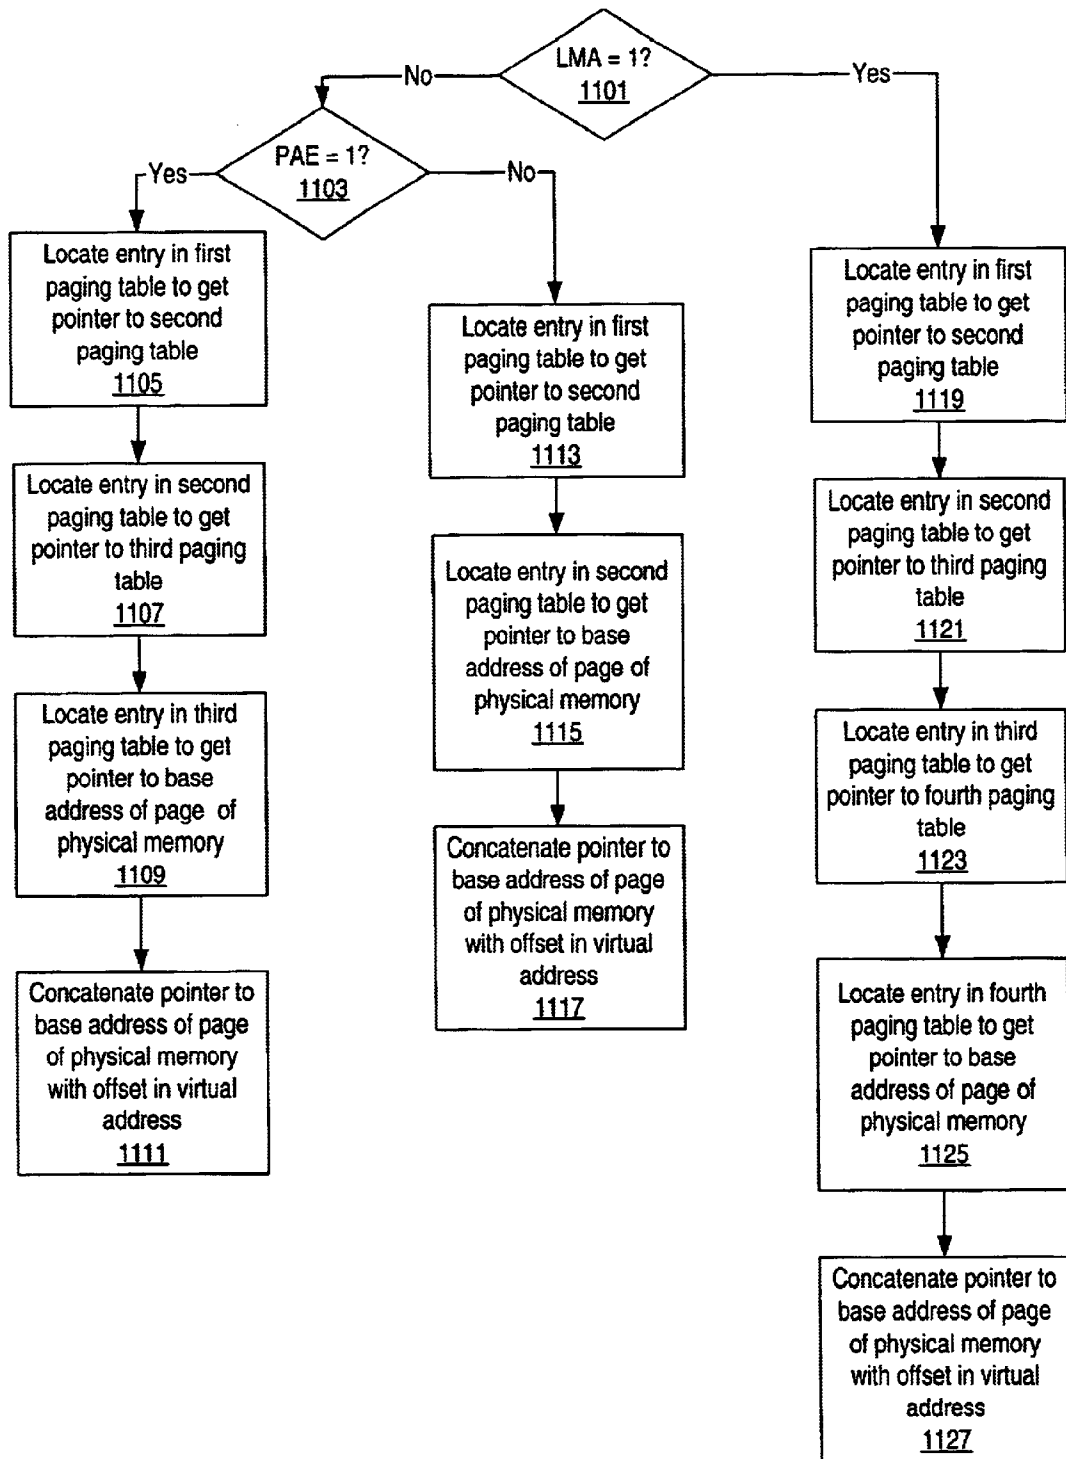 LMA = 1?
1101
No
Yes
PAE = 1?
1103
Yes
No
Locate entry in first
paging table to get
pointer to second
paging table
1105
Locate entry in second
paging table to get
pointer to third paging
table
1107
Locate entry in third
paging table to get
pointer to base
address of page of
physical memory
1109
Concatenate pointer to
base address of page
of physical memory
with offset in virtual
address
1111
Locate entry in first
paging table to get
pointer to second
paging table
1113
Locate entry in second
paging table to get
pointer to base
address of page of
physical memory
1115
Concatenate pointer to
base address of page
of physical memory
with offset in virtual
address
1117
Locate entry in first
paging table to get
pointer to second
paging table
1119
Locate entry in second
paging table to get
pointer to third paging
table
1121
Locate entry in third
paging table to get
pointer to fourth paging
table
1123
Locate entry in fourth
paging table to get
pointer to base
address of page of
physical memory
1125
Concatenate pointer to
base address of page
of physical memory
with offset in virtual
address
1127